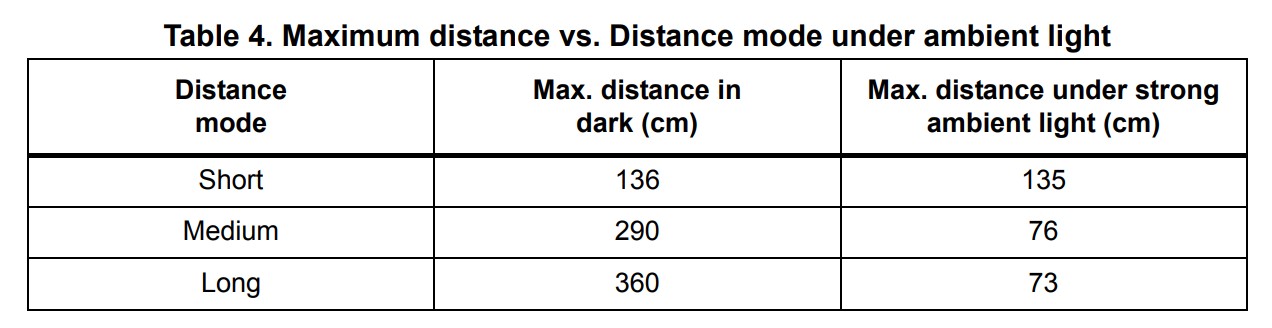 Table 4. Maximum distance vs. Distance mode under ambient light
Distance mode | Max. distance in dark (cm) | Max. distance under strong ambient light (cm)
Short | 136 | 135
Medium | 290 | 76
Long | 360 | 73